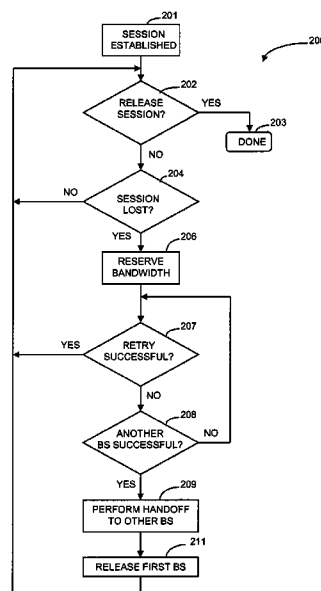 201
SESSION
ESTABLISHED
200
202
RELEASE
SESSION?
YES
203
DONE
NO
204
SESSION
LOST?
NO
YES
206
RESERVE
BANDWIDTH
207
RETRY
SUCCESSFUL?
YES
NO
208
ANOTHER
BS SUCCESSFUL?
NO
YES
209
PERFORM HANDOFF
TO OTHER BS
211
RELEASE FIRST BS